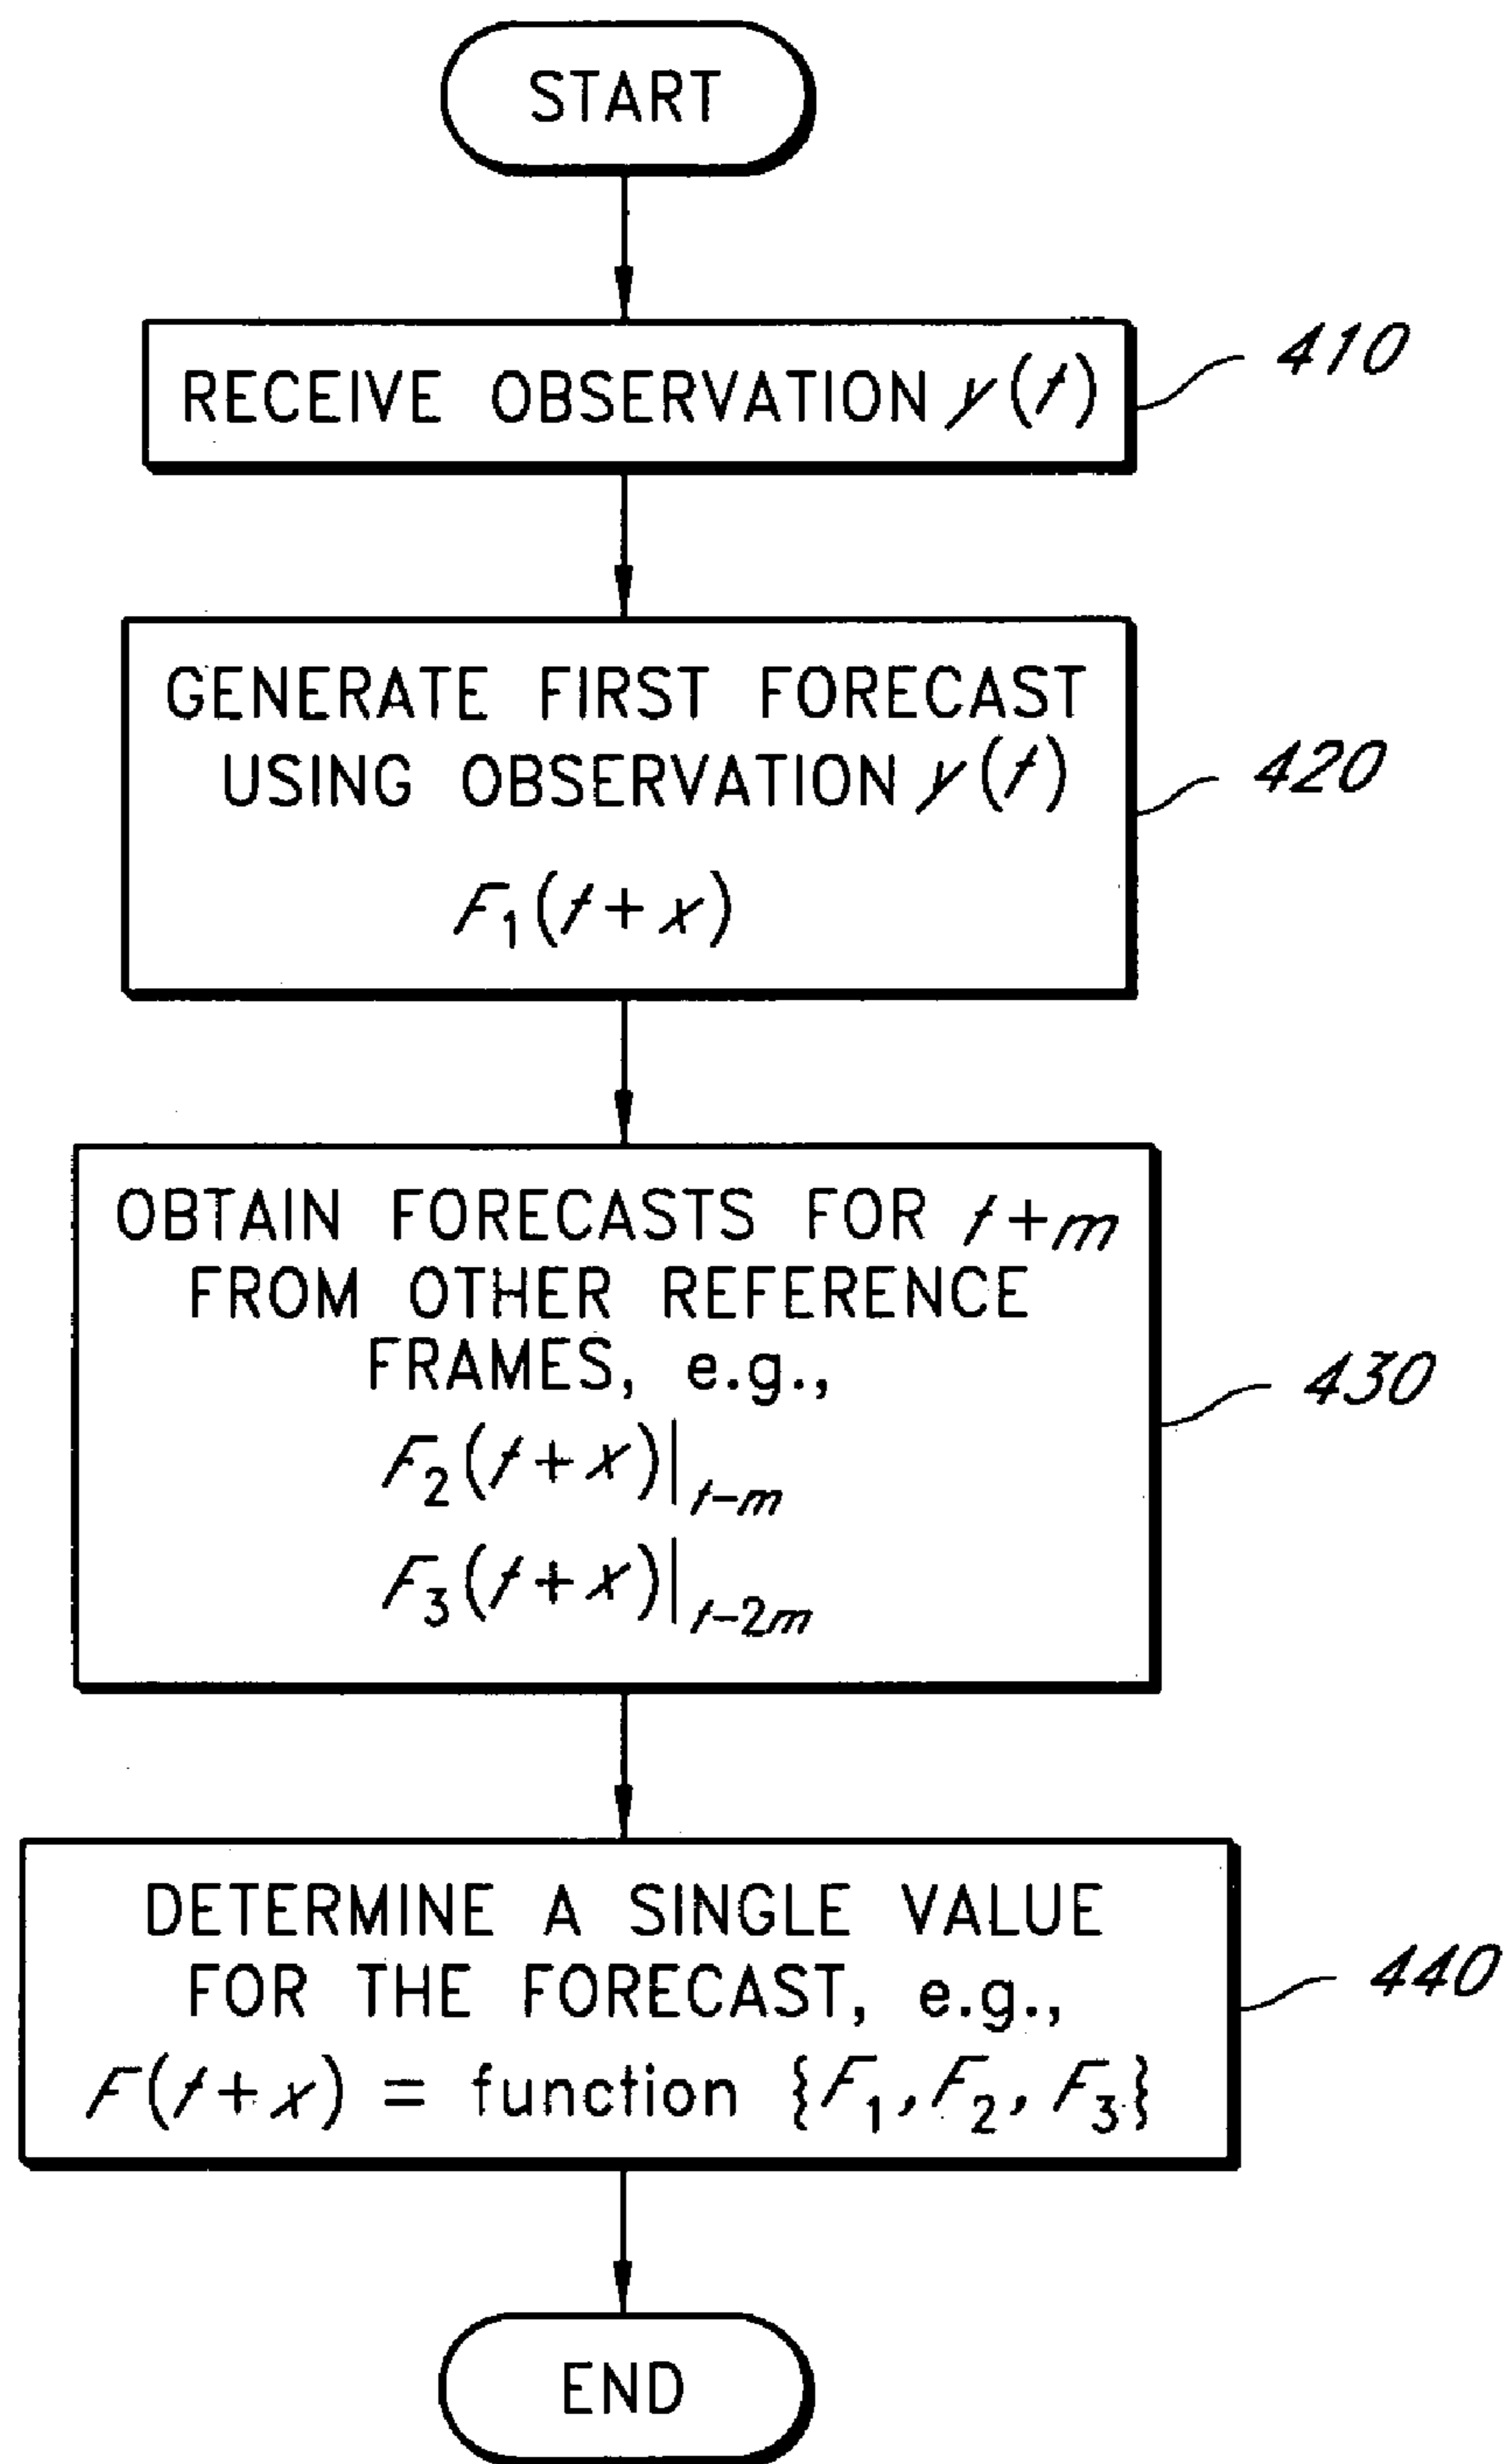 START
RECEIVE OBSERVATION y(t)
410
GENERATE FIRST FORECAST
USING OBSERVATION y(t)
F₁(t+x)
420
OBTAIN FORECASTS FOR t+m
FROM OTHER REFERENCE
FRAMES, e.g.,
F₂(t+x)|t-m
F₃(t+x)|t-2m
430
DETERMINE A SINGLE VALUE
FOR THE FORECAST, e.g.,
F(t+x) = function {F₁,F₂,F₃}
440
END